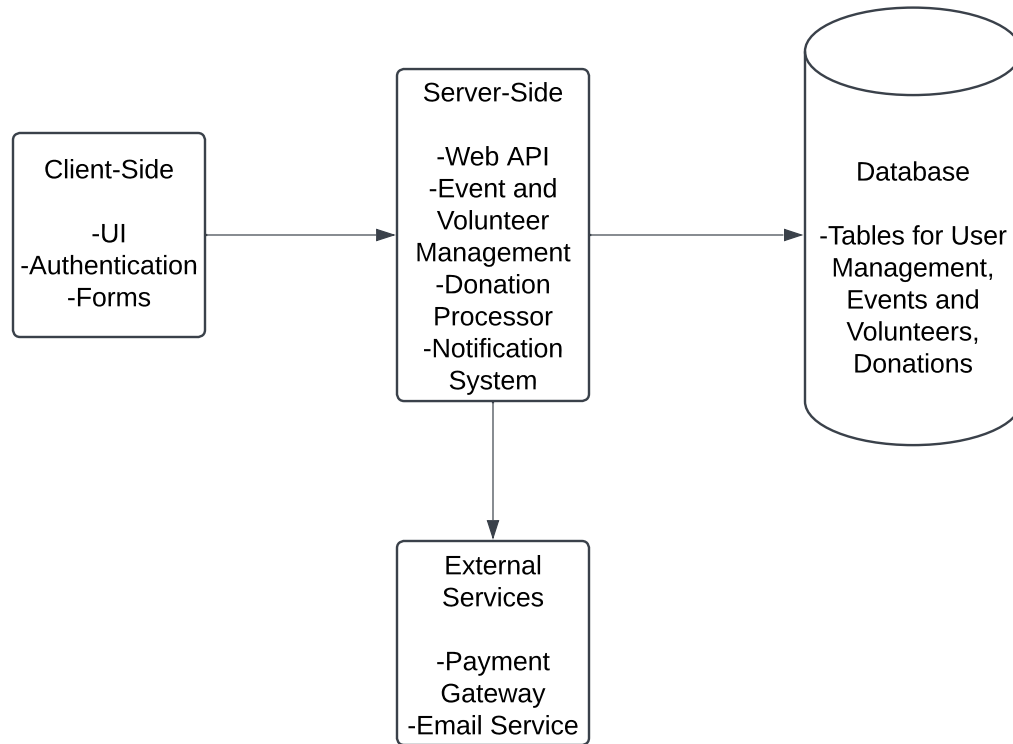 Client-Side
-UI
-Authentication
-Forms
Server-Side
-Web API
-Event and
Volunteer
Management
-Donation
Processor
-Notification
System
Database
-Tables for User
Management,
Events and
Volunteers,
Donations
External
Services
-Payment
Gateway
-Email Service